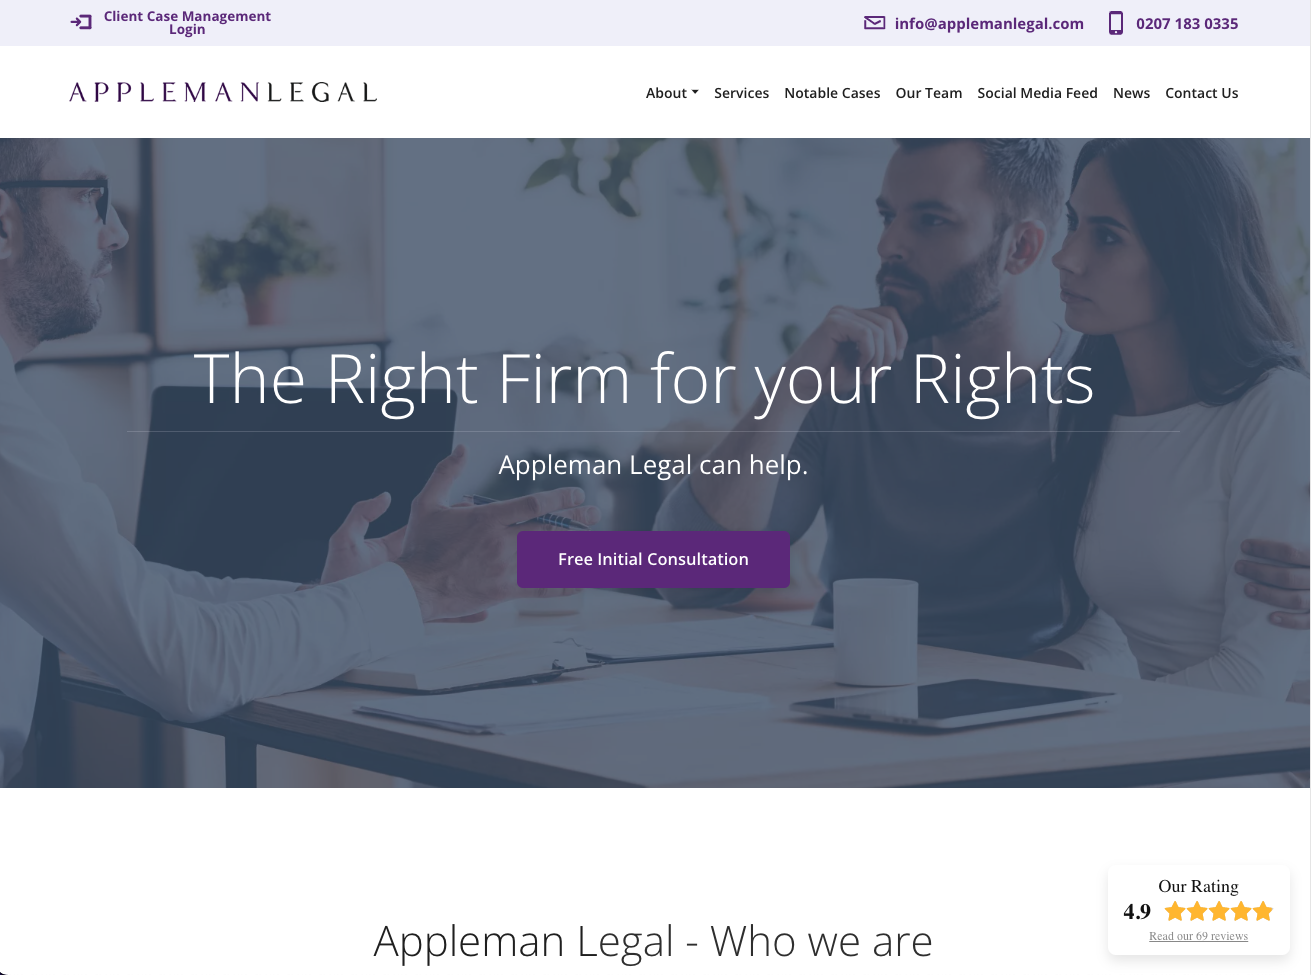 Client Case Management
Login
info@applemanlegal.com
0207 183 0335
APPLEMANLEGAL
About
Services
Notable Cases
Our Team
Social Media Feed
News
Contact Us
The Right Firm for your Rights
Appleman Legal can help.
Free Initial Consultation
Appleman Legal - Who we are
Our Rating
4.9
Read our 69 reviews